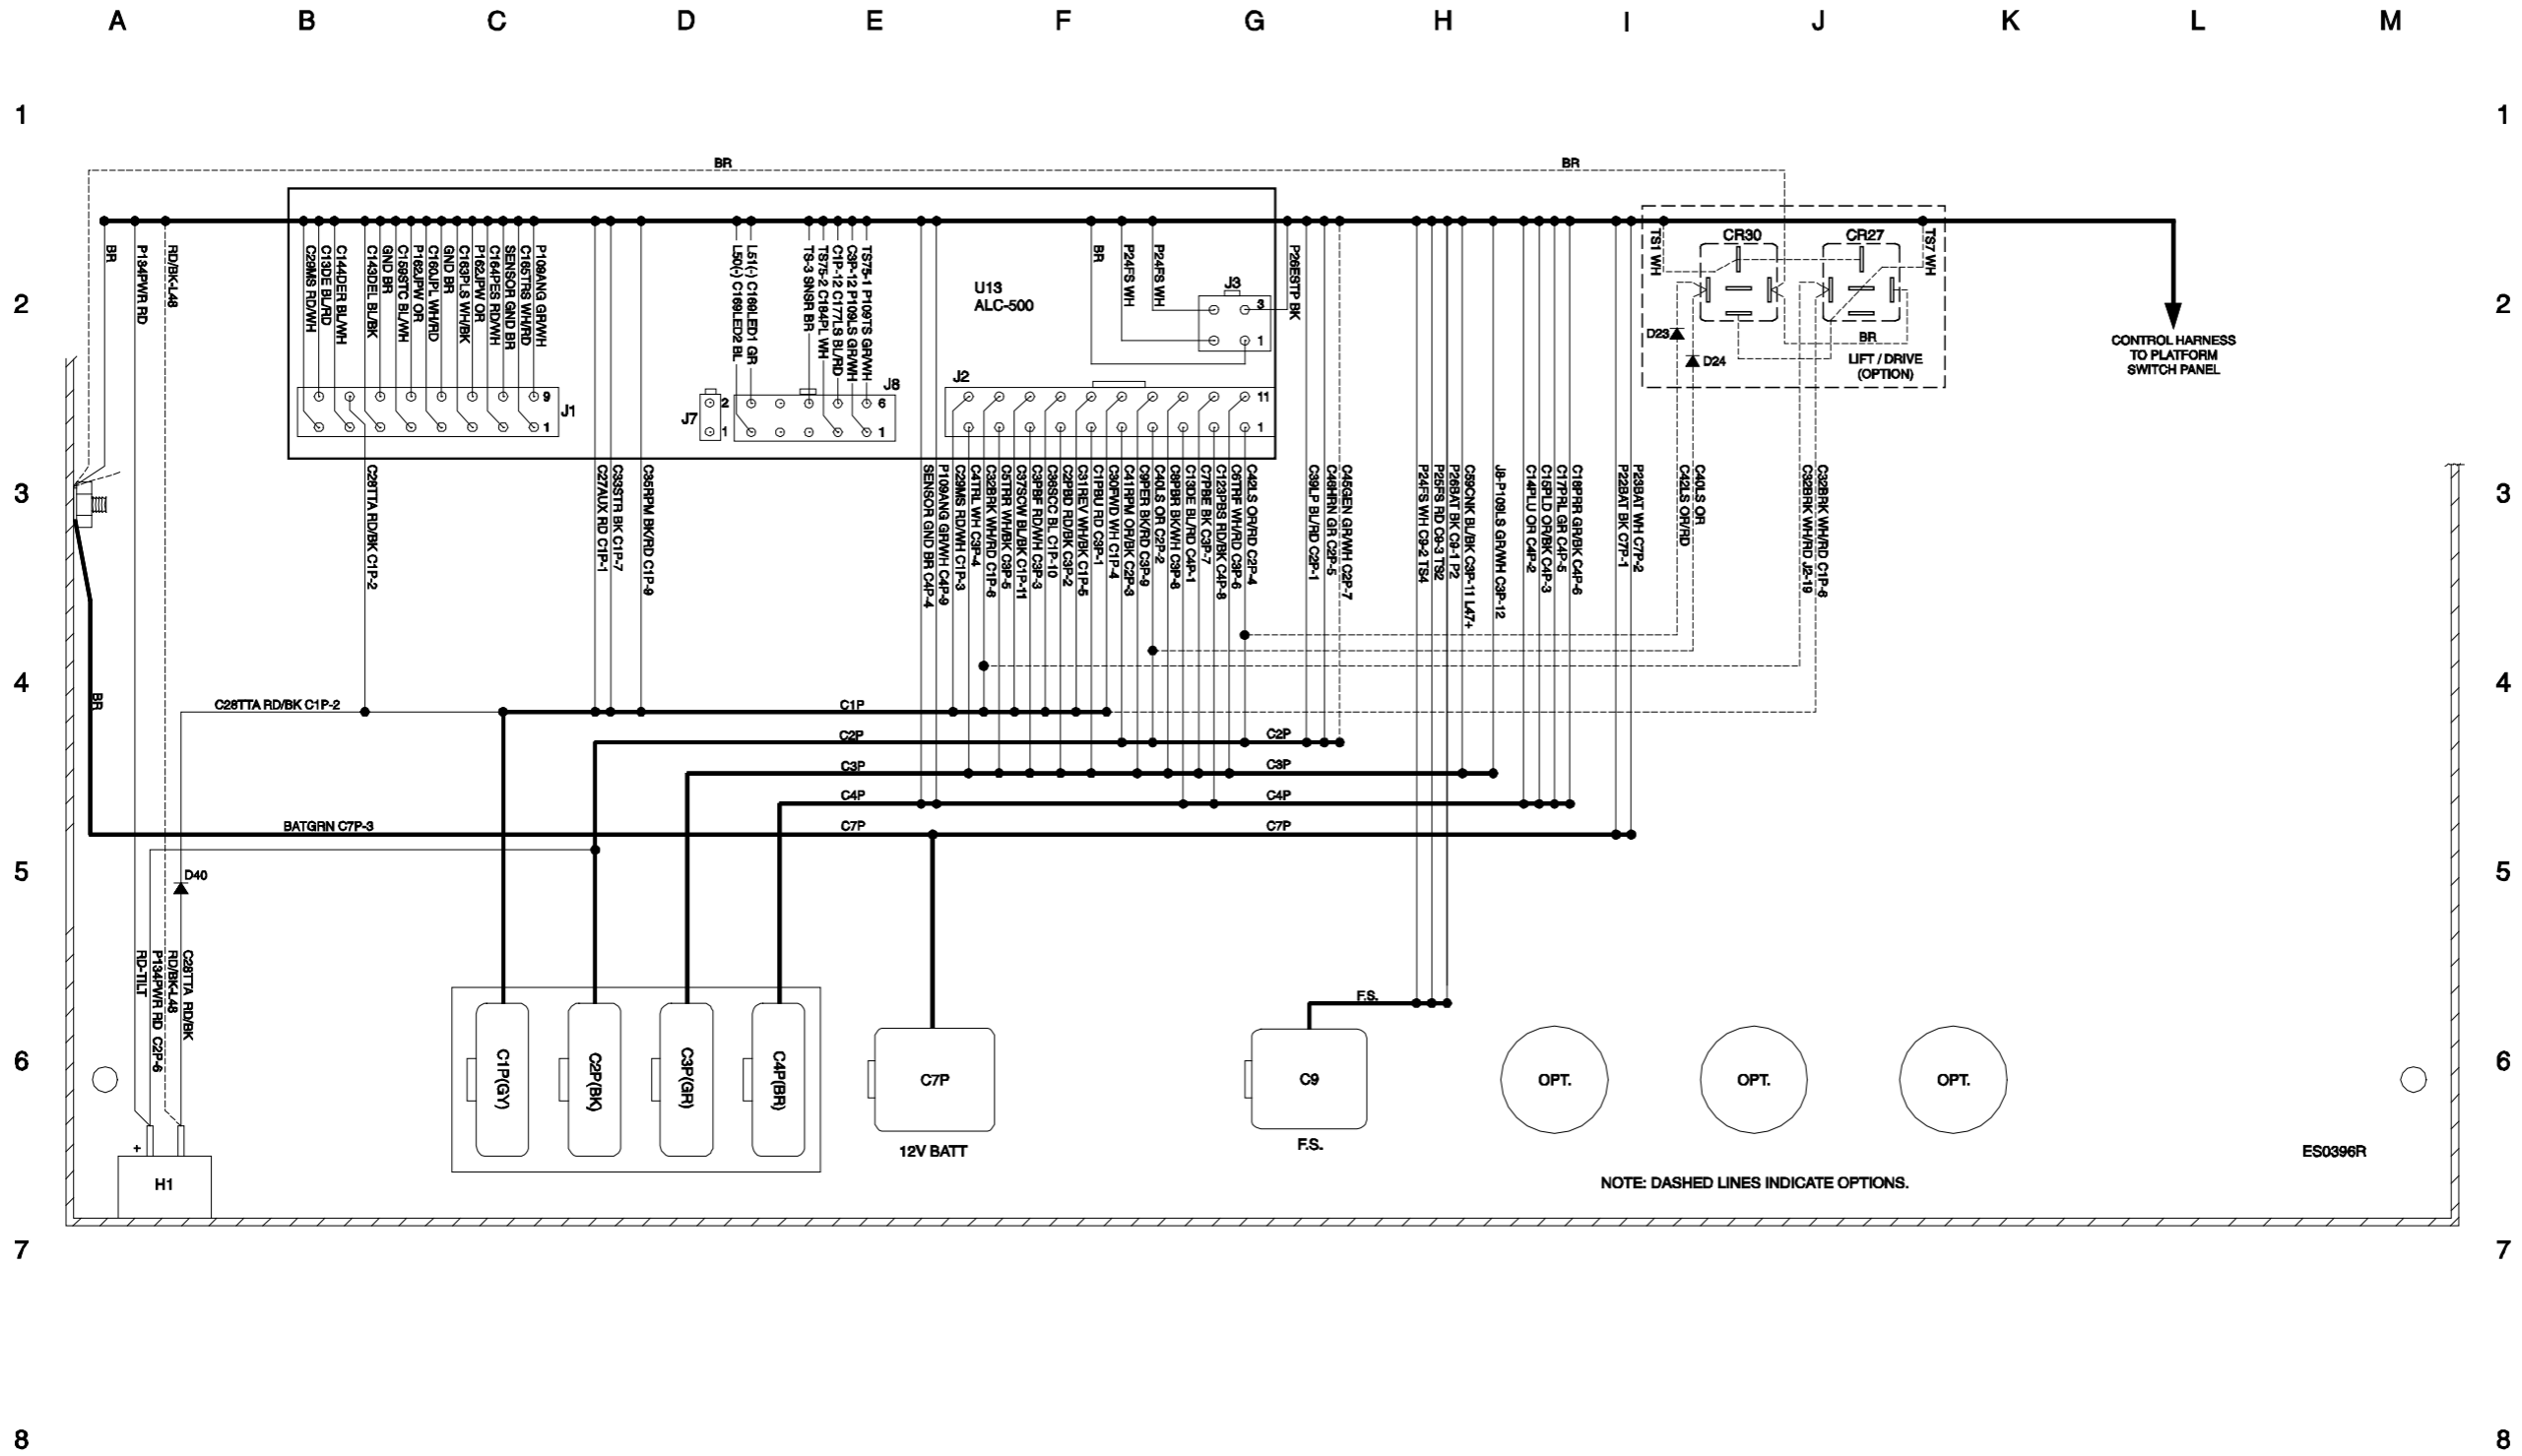 A B C D E F G H I J K L M
1 1
BR BR
2 2
BR
P134PWR RD
RD/BK-L48
C29MS RD/WH
C13DE BL/RD
C144DER BL/WH
C143DEL BL/BK
GND BR
C159STC BL/WH
P162JPW OR
C160JPL WH/RD
GND BR
C163PLS WH/BK
P162JPW OR
C164PES RD/WH
SENSOR GND BR
C165TRS WH/RD
P109ANG GR/WH
L50(-) C169LED2 BL
L51(-) C169LED1 GR
TS-3 SNSR BR
TS75-2 C164PL WH
C1P-12 C177LS BL/RD
C3P-12 P109LS GR/WH
TS75-1 P109TS GR/WH
U13
ALC-500
BR
P24FS WH
P24FS WH
J3
3
1
P26ESTP BK
TS1 WH
CR30
CR27
TS7 WH
D23
D24
BR
LIFT / DRIVE
(OPTION)
CONTROL HARNESS
TO PLATFORM
SWITCH PANEL
9
1
J1
J7
2
1
J8
6
1
J2
11
1
3 3
C28TTA RD/BK C1P-2
C27AUX RD C1P-1
C33STR BK C1P-7
C35RPM BK/RD C1P-9
SENSOR GND BR C4P-4
P109ANG GR/WH C4P-9
C29MS RD/WH C1P-3
C4TRL WH C3P-4
C32BRK WH/RD C1P-6
C5TRR WH/BK C3P-5
C37SCW BL/BK C1P-11
C3PBF RD/WH C3P-3
C36SCC BL C1P-10
C2PBD RD/BK C3P-2
C31REV WH/BK C1P-5
C1PBU RD C3P-1
C30FWD WH C1P-4
C41RPM OR/BK C2P-3
C9PER BK/RD C3P-9
C40LS OR C2P-2
C8PBR BK/WH C3P-8
C13DE BL/RD C4P-1
C7PBE BK C3P-7
C123PBS RD/BK C4P-8
C6TRF WH/RD C3P-6
C42LS OR/RD C2P-4
C39LP BL/RD C2P-1
C46HRN GR C2P-5
C45GEN GR/WH C2P-7
P24FS WH C9-2 TS4
P25FS RD C9-3 TS2
P26BAT BK C9-1 P2
C59CNK BL/BK C3P-11 L47+
J8-P109LS GR/WH C3P-12
C14PLU OR C4P-2
C15PLD OR/BK C4P-3
C17PRL GR C4P-5
C18PRR GR/BK C4P-6
P22BAT BK C7P-1
P23BAT WH C7P-2
C42LS OR/RD
C40LS OR
C32BRK WH/RD J2-19
C32BRK WH/RD C1P-6
4 4
BR
C28TTA RD/BK C1P-2
C1P
C2P C2P
C3P C3P
C4P C4P
BATGRN C7P-3
C7P C7P
5 5
D40
RD-TILT
P134PWR RD C2P-6
RD/BK-L48
C28TTA RD/BK
F.S.
6 6
C1P(GY)
C2P(BK)
C3P(GR)
C4P(BR)
C7P
12V BATT
C9
F.S.
OPT.
OPT.
OPT.
+
H1
ES0396R
NOTE: DASHED LINES INDICATE OPTIONS.
7 7
8 8